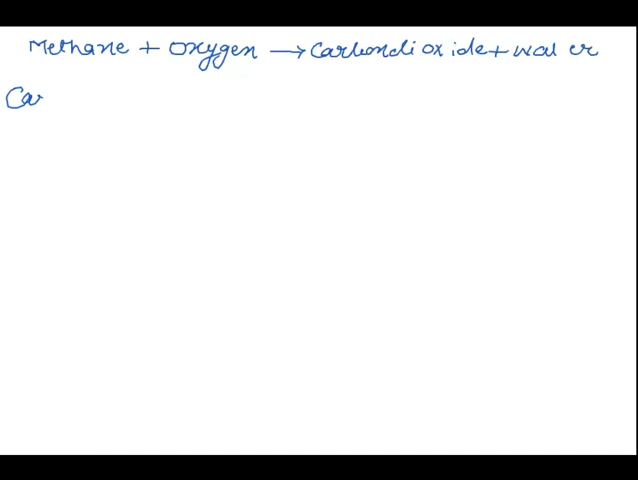 Methane + Oxygen → Carbondioxide + water
Ca